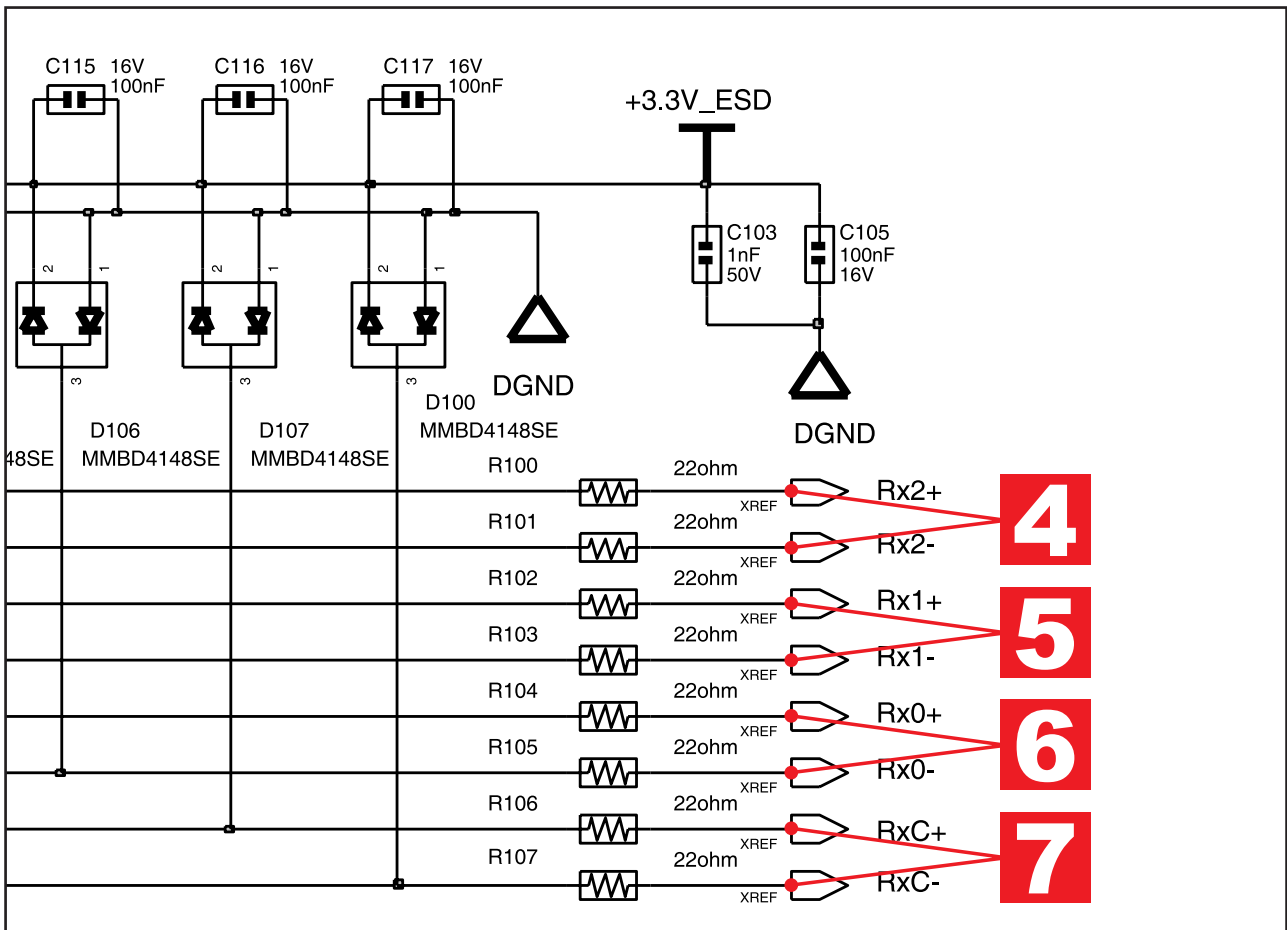 C115 16V
100nF
C116 16V
100nF
C117 16V
100nF
+3.3V_ESD
C103
1nF
50V
C105
100nF
16V
2 1
2 1
2 1
3
3
3
DGND
DGND
D100
MMBD4148SE
D106
MMBD4148SE
D107
MMBD4148SE
48SE
R100 22ohm XREF Rx2+
R101 22ohm XREF Rx2-
4
R102 22ohm XREF Rx1+
R103 22ohm XREF Rx1-
5
R104 22ohm XREF Rx0+
R105 22ohm XREF Rx0-
6
R106 22ohm XREF RxC+
R107 22ohm XREF RxC-
7